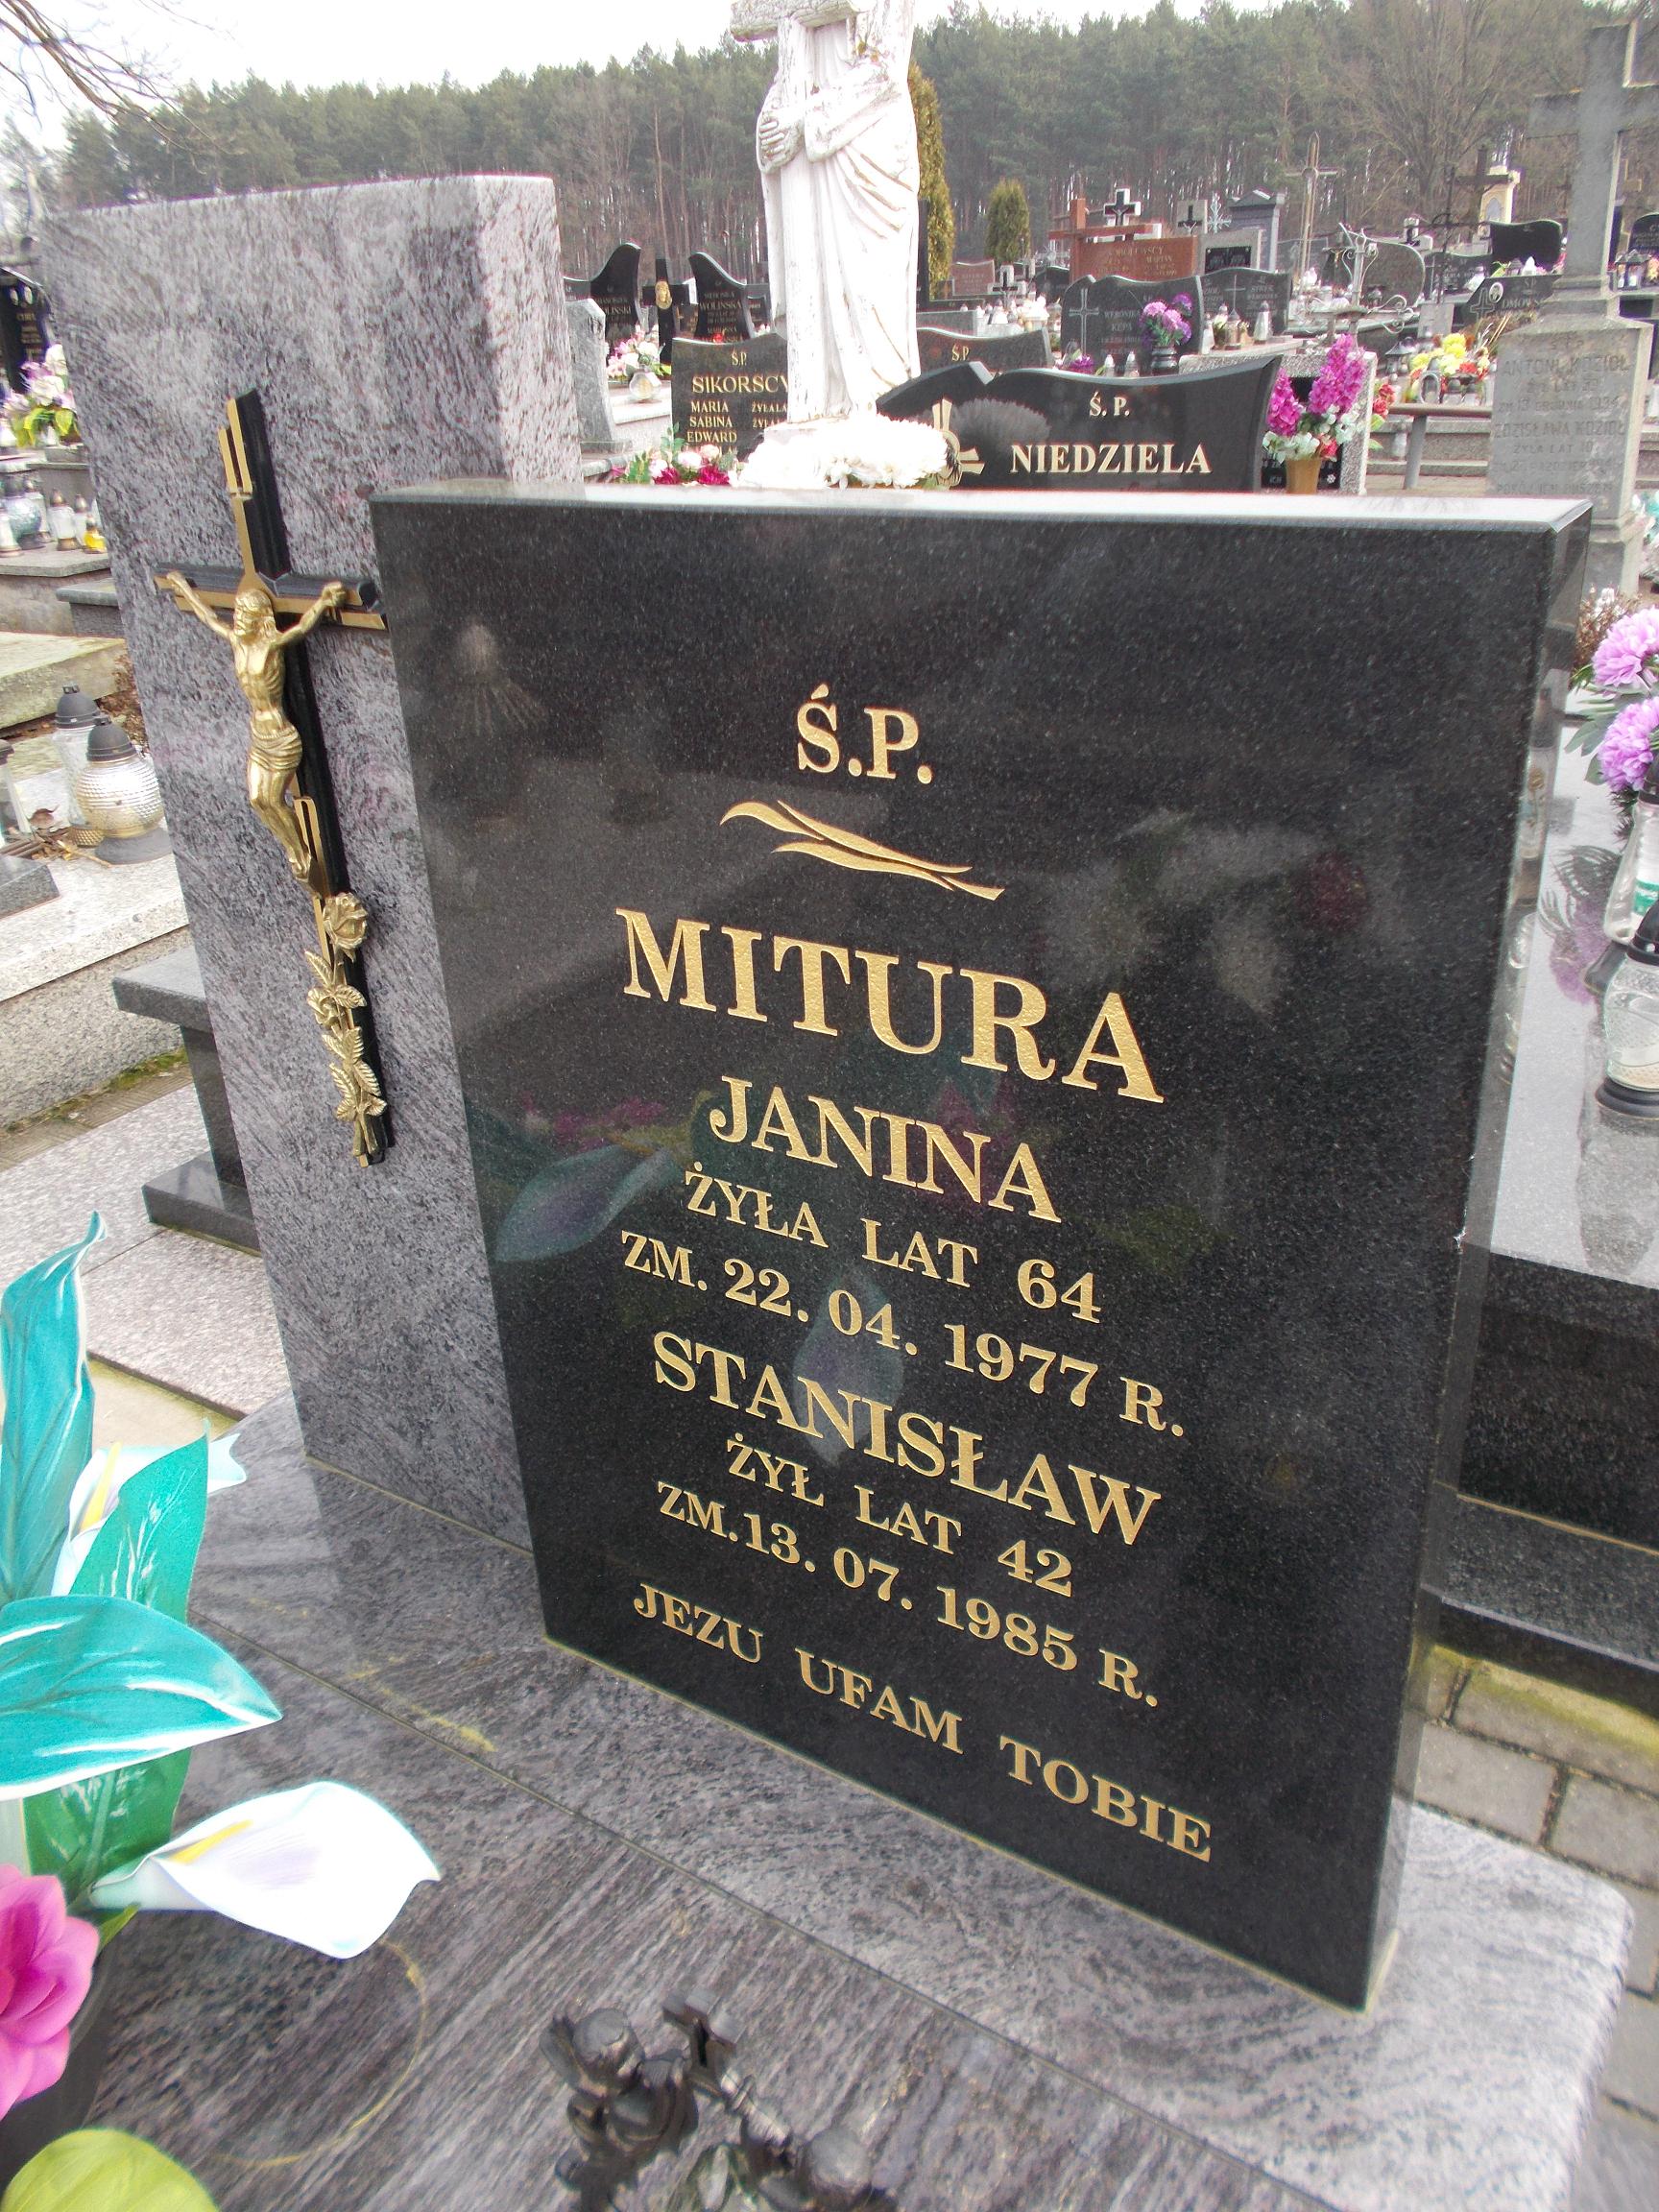 Ś.P.
MITURA
JANINA
ŻYŁA LAT 64
ZM. 22. 04. 1977 R.
STANISŁAW
ŻYŁ LAT 42
ZM. 13. 07. 1985 R.
JEZU UFAM TOBIE
Ś.P.
NIEDZIELA
Ś.P.
SIKORSCY
MARIA ŻYŁA
SABINA
EDWARD
Ś.P.